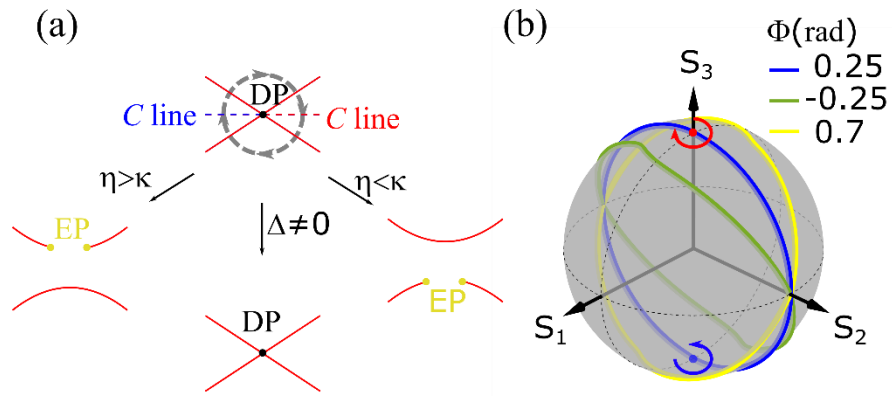 (a)
DP
C line
C line
η>κ
η<κ
EP
Δ≠0
EP
DP
(b)
Φ(rad)
0.25
-0.25
0.7
S3
S1
S2